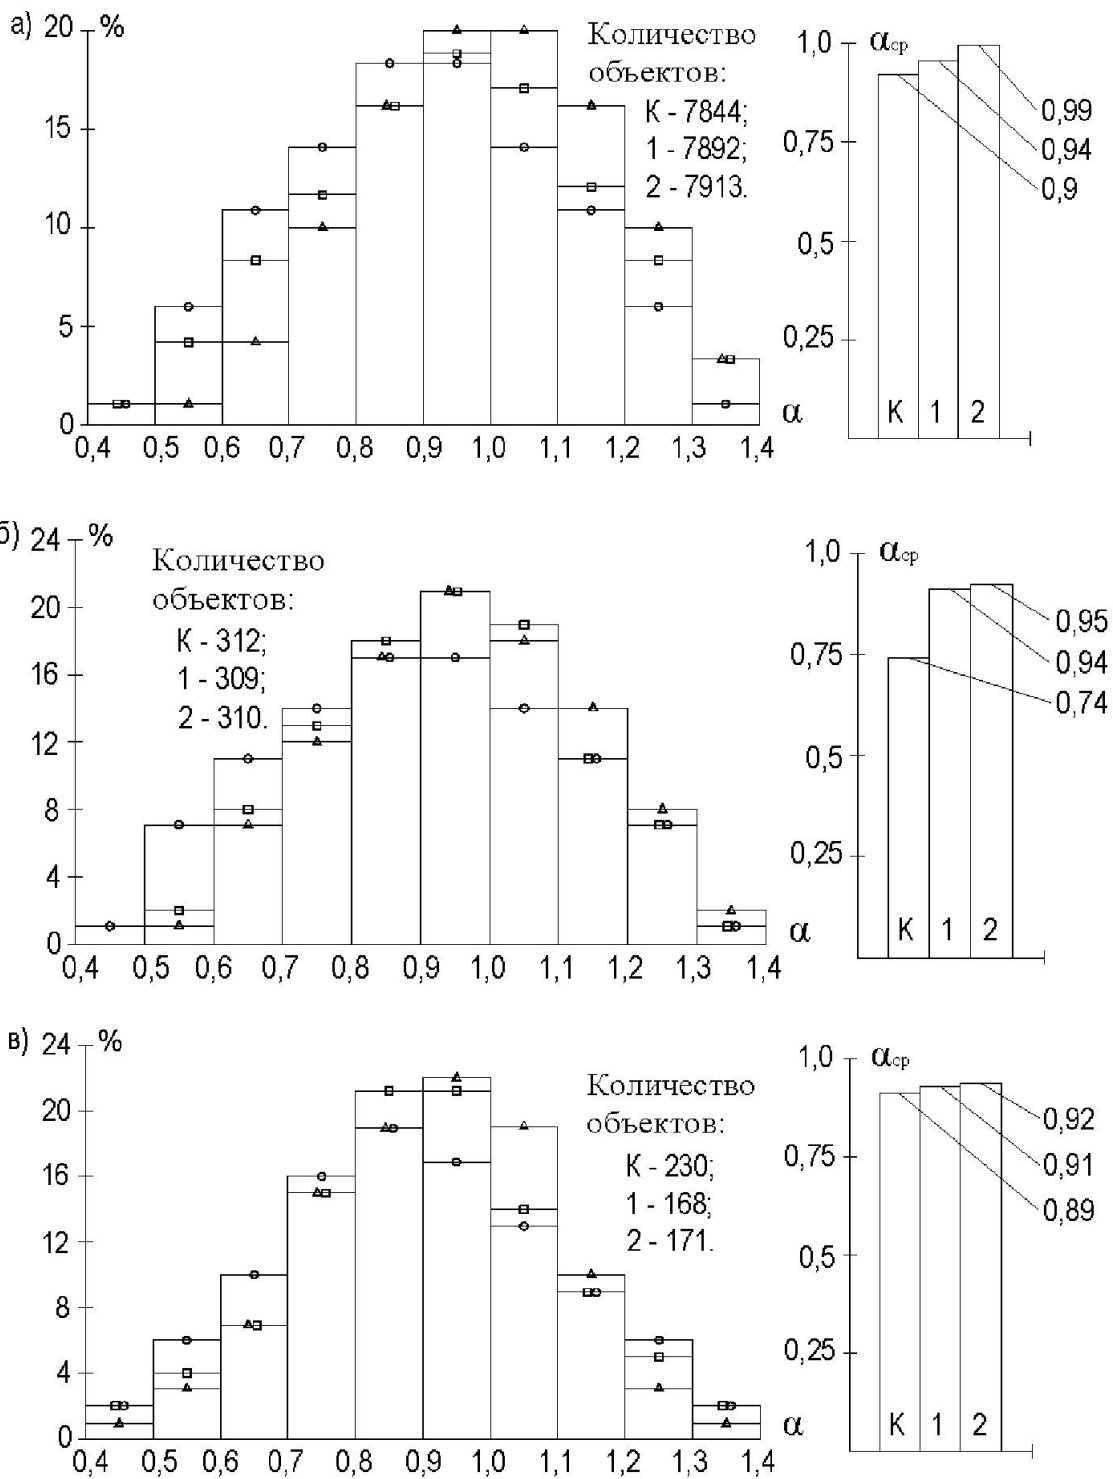 а)
20 %
15
10
5
0
0,4 0,5 0,6 0,7 0,8 0,9 1,0 1,1 1,2 1,3 1,4
α
Количество
объектов:
К - 7844;
1 - 7892;
2 - 7913.
1,0 αср
0,75
0,5
0,25
К 1 2
0,99
0,94
0,9
б)
24 %
20
16
12
8
4
0
0,4 0,5 0,6 0,7 0,8 0,9 1,0 1,1 1,2 1,3 1,4
α
Количество
объектов:
К - 312;
1 - 309;
2 - 310.
1,0 αср
0,75
0,5
0,25
К 1 2
0,95
0,94
0,74
в)
24 %
20
16
12
8
4
0
0,4 0,5 0,6 0,7 0,8 0,9 1,0 1,1 1,2 1,3 1,4
α
Количество
объектов:
К - 230;
1 - 168;
2 - 171.
1,0 αср
0,75
0,5
0,25
К 1 2
0,92
0,91
0,89